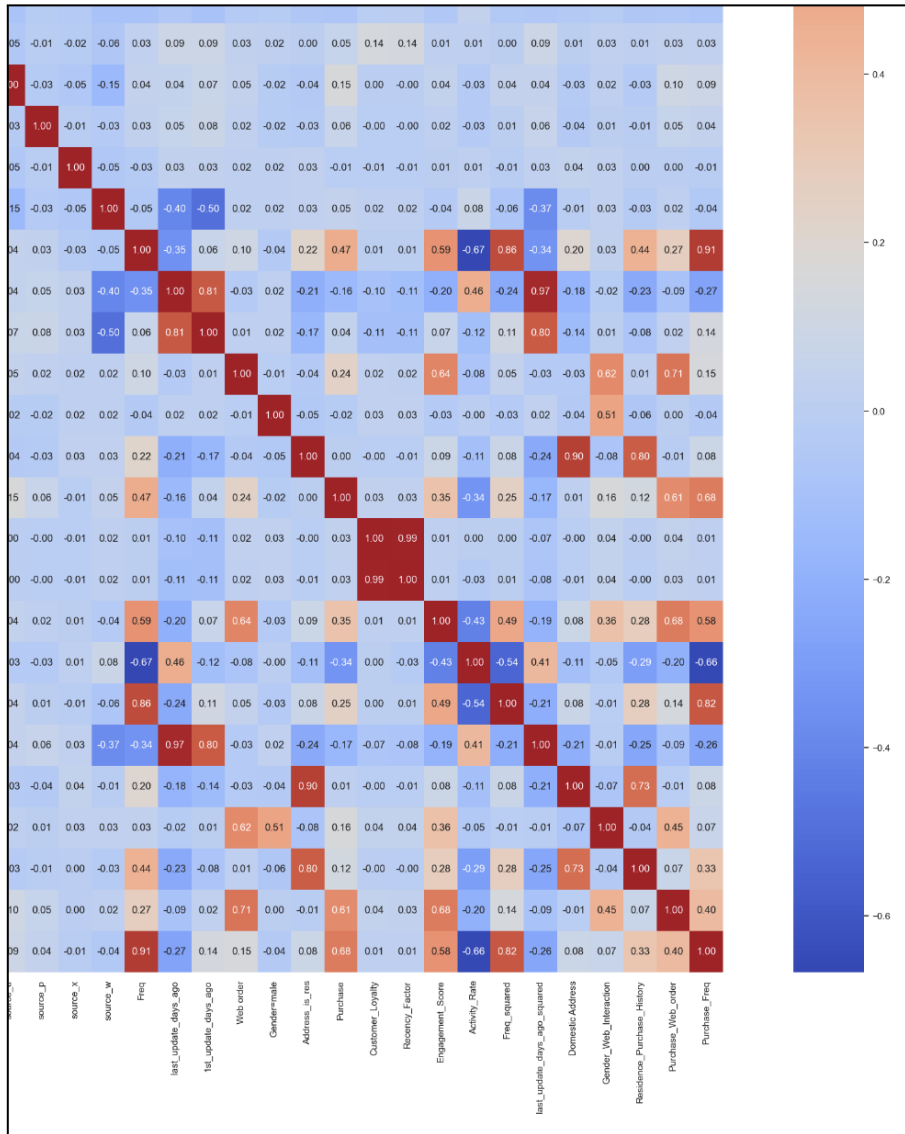 05 -0.01 -0.02 -0.06 0.03 0.09 0.09 0.03 0.02 0.00 0.05 0.14 0.14 0.01 0.01 0.00 0.09 0.01 0.03 0.01 0.03 0.03
00 -0.03 -0.05 -0.15 0.04 0.04 0.07 0.05 -0.02 -0.04 0.15 0.00 -0.00 0.04 -0.03 0.04 0.04 -0.03 0.02 -0.03 0.10 0.09
03 1.00 -0.01 -0.03 0.03 0.05 0.08 0.02 -0.02 -0.03 0.06 -0.00 -0.00 0.02 -0.03 0.01 0.06 -0.04 0.01 -0.01 0.05 0.04
05 -0.01 1.00 -0.05 -0.03 0.03 0.03 0.02 0.02 0.03 -0.01 -0.01 -0.01 0.01 0.01 -0.01 0.03 0.04 0.03 0.00 0.00 -0.01
15 -0.03 -0.05 1.00 -0.05 -0.40 -0.50 0.02 0.02 0.03 0.05 0.02 0.02 -0.04 0.08 -0.06 -0.37 -0.01 0.03 -0.03 0.02 -0.04
04 0.03 -0.03 -0.05 1.00 -0.35 0.06 0.10 -0.04 0.22 0.47 0.01 0.01 0.59 -0.67 0.86 -0.34 0.20 0.03 0.44 0.27 0.91
04 0.05 0.03 -0.40 -0.35 1.00 0.81 -0.03 0.02 -0.21 -0.16 -0.10 -0.11 -0.20 0.46 -0.24 0.97 -0.18 -0.02 -0.23 -0.09 -0.27
07 0.08 0.03 -0.50 0.06 0.81 1.00 0.01 0.02 -0.17 0.04 -0.11 -0.11 0.07 -0.12 0.11 0.80 -0.14 0.01 -0.08 0.02 0.14
05 0.02 0.02 0.02 0.10 -0.03 0.01 1.00 -0.01 -0.04 0.24 0.02 0.02 0.64 -0.08 0.05 -0.03 -0.03 0.62 0.01 0.71 0.15
02 -0.02 0.02 0.02 -0.04 0.02 0.02 -0.01 1.00 -0.05 -0.02 0.03 0.03 -0.03 -0.00 -0.03 0.02 -0.04 0.51 -0.06 0.00 -0.04
04 -0.03 0.03 0.03 0.22 -0.21 -0.17 -0.04 -0.05 1.00 0.00 -0.00 -0.01 0.09 -0.11 0.08 -0.24 0.90 -0.08 0.80 -0.01 0.08
15 0.06 -0.01 0.05 0.47 -0.16 0.04 0.24 -0.02 0.00 1.00 0.03 0.03 0.35 -0.34 0.25 -0.17 0.01 0.16 0.12 0.61 0.68
00 -0.00 -0.01 0.02 0.01 -0.10 -0.11 0.02 0.03 -0.00 0.03 1.00 0.99 0.01 0.00 0.00 -0.07 -0.00 0.04 -0.00 0.04 0.01
00 -0.00 -0.01 0.02 0.01 -0.11 -0.11 0.02 0.03 -0.01 0.03 0.99 1.00 0.01 -0.03 -0.00 -0.08 -0.01 0.04 -0.00 0.03 0.01
04 0.02 0.01 -0.04 0.59 -0.20 0.07 0.64 -0.03 0.09 0.35 0.01 0.01 1.00 -0.43 0.49 -0.19 0.08 0.36 0.28 0.68 0.58
03 -0.03 0.01 0.08 -0.67 0.46 -0.12 -0.08 -0.00 -0.11 -0.34 0.00 -0.03 -0.43 1.00 -0.54 0.41 -0.11 -0.05 -0.29 -0.20 -0.66
04 0.01 -0.01 -0.06 0.86 -0.24 0.11 0.05 -0.03 0.08 0.25 0.00 -0.00 0.49 -0.54 1.00 -0.21 0.08 -0.01 0.28 0.14 0.82
04 0.06 0.03 -0.37 -0.34 0.97 0.80 -0.03 0.02 -0.24 -0.17 -0.07 -0.08 -0.19 0.41 -0.21 1.00 -0.21 -0.01 -0.25 -0.09 -0.26
03 -0.04 0.04 -0.01 0.20 -0.18 -0.14 -0.03 -0.04 0.90 0.01 -0.00 -0.01 0.08 -0.11 0.08 -0.21 1.00 -0.07 0.73 -0.01 0.08
02 0.01 0.03 0.03 0.03 -0.02 0.01 0.62 0.51 -0.08 0.16 0.04 0.04 0.36 -0.05 -0.01 -0.01 -0.07 1.00 -0.04 0.45 0.07
03 -0.01 0.00 -0.03 0.44 -0.23 -0.08 0.01 -0.06 0.80 0.12 -0.00 -0.00 0.28 -0.29 0.28 -0.25 0.73 -0.04 1.00 0.07 0.33
10 0.05 0.00 0.02 0.27 -0.09 0.02 0.71 0.00 -0.01 0.61 0.04 0.03 0.68 -0.20 0.14 -0.09 -0.01 0.45 0.07 1.00 0.40
09 0.04 -0.01 -0.04 0.91 -0.27 0.14 0.15 -0.04 0.08 0.68 0.01 0.01 0.58 -0.66 0.82 -0.26 0.08 0.07 0.33 0.40 1.00
source_p
source_x
source_w
Freq
last_update_days_ago
1st_update_days_ago
Web order
Gender=male
Address_is_res
Purchase
Customer_Loyalty
Recency_Factor
Engagement_Score
Activity_Rate
Freq_squared
last_update_days_ago_squared
Domestic Address
Gender_Web_Interaction
Residence_Purchase_History
Purchase_Web_order
Purchase_Freq
0.4
0.2
0.0
-0.2
-0.4
-0.6